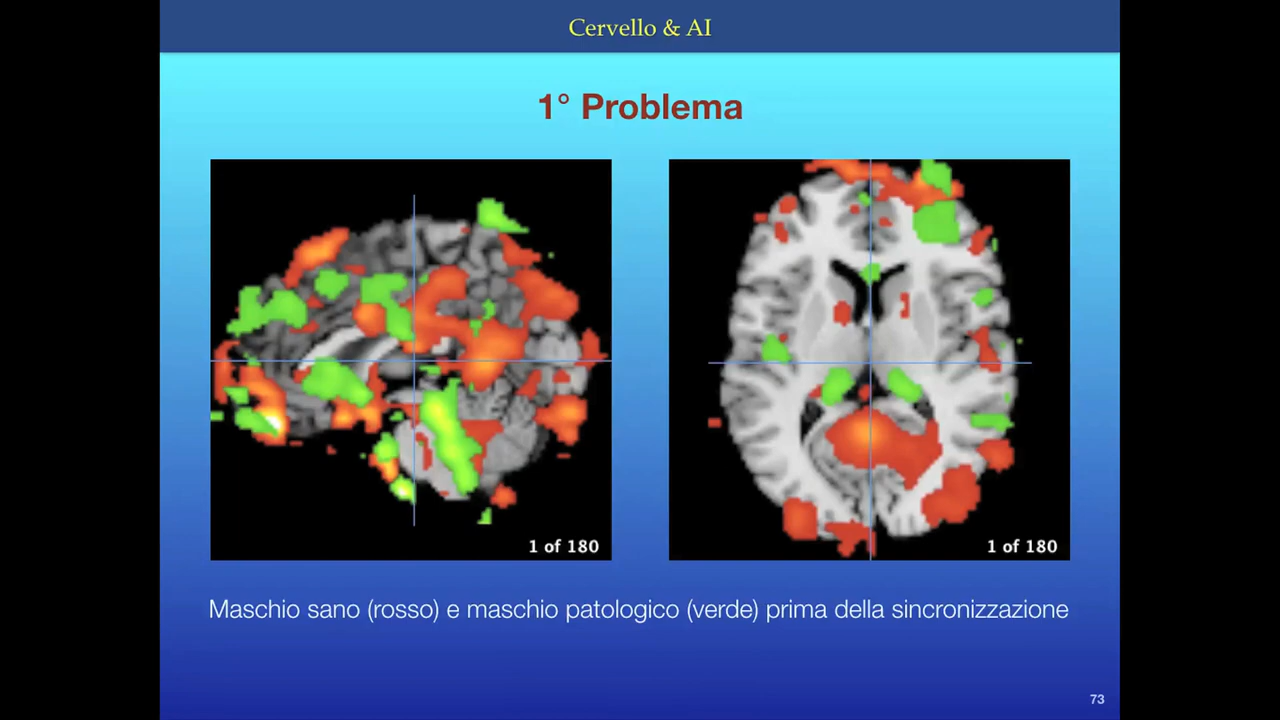 Cervello & AI
1° Problema
1 of 180
1 of 180
Maschio sano (rosso) e maschio patologico (verde) prima della sincronizzazione
73